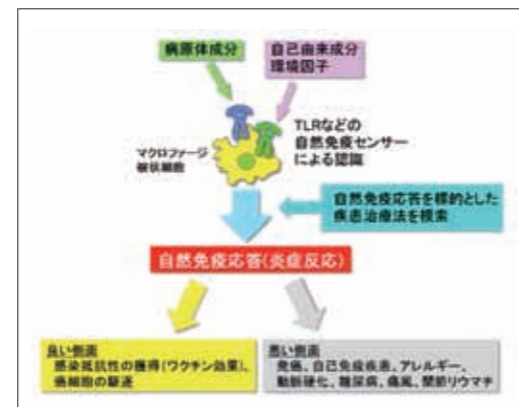 病原体成分
自己由来成分
環境因子
マクロファージ
樹状細胞
TLRなどの
自然免疫センサー
による認識
自然免疫応答を標的とした
疾患治療法を模索
自然免疫応答(炎症反応)
良い側面
感染抵抗性の獲得(ワクチン効果)、
癌細胞の駆逐
悪い側面
発癌、自己免疫疾患、アレルギー、
動脈硬化、糖尿病、痛風、関節リウマチ